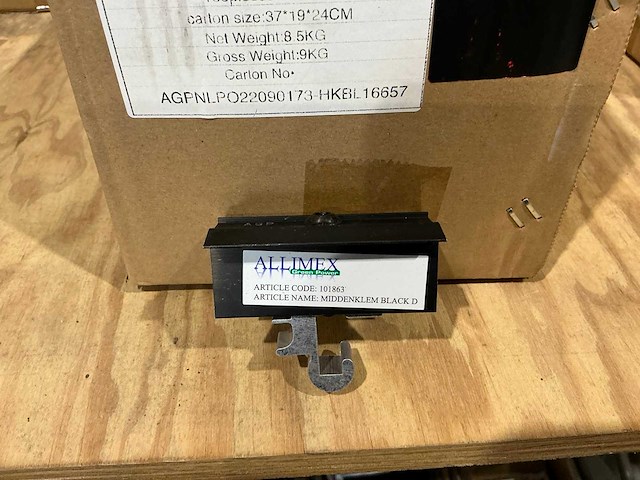 carton size:37*19*24CM
Net Weight:8.5KG
Gross Weight:9KG
Carton No•
AGPNLPO22090173-HKBL16657
ALLIMEX
Green Power
ARTICLE CODE: 101863
ARTICLE NAME: MIDDENKLEM BLACK D